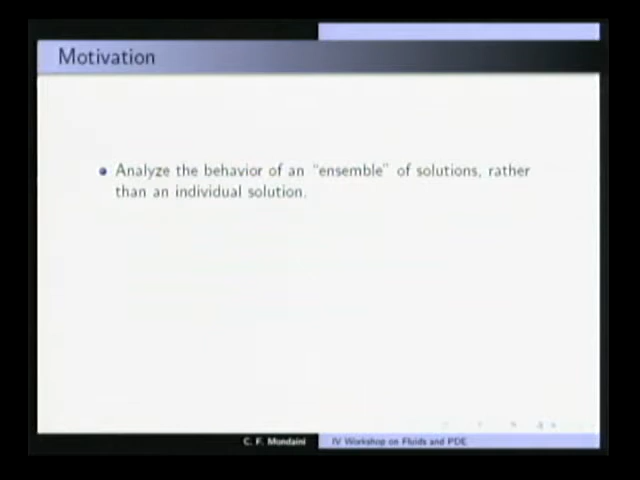 Motivation
Analyze the behavior of an “ensemble” of solutions, rather
than an individual solution.
C. F. Mondaini
IV Workshop on Fluids and PDE